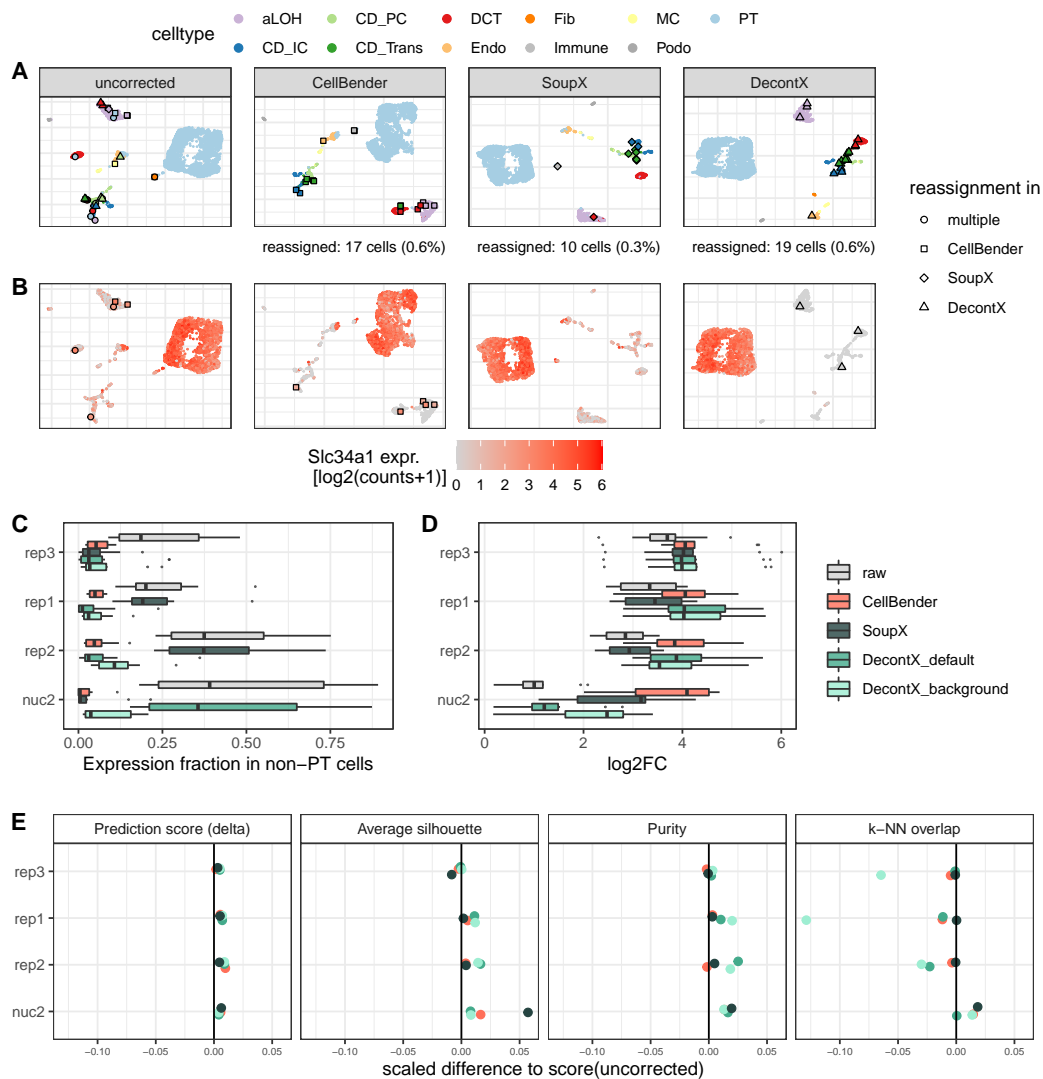 celltype
aLOH CD_PC DCT Fib MC PT
CD_IC CD_Trans Endo Immune Podo
A
uncorrected CellBender SoupX DecontX
reassigned: 17 cells (0.6%) reassigned: 10 cells (0.3%) reassigned: 19 cells (0.6%)
reassignment in
multiple
CellBender
SoupX
DecontX
B
Slc34a1 expr.
[log2(counts+1)]
0 1 2 3 4 5 6
C
rep3
rep1
rep2
nuc2
0.00 0.25 0.50 0.75
Expression fraction in non−PT cells
D
rep3
rep1
rep2
nuc2
0 2 4 6
log2FC
raw
CellBender
SoupX
DecontX_default
DecontX_background
E
Prediction score (delta) Average silhouette Purity k−NN overlap
rep3
rep1
rep2
nuc2
−0.10 −0.05 0.00 0.05 −0.10 −0.05 0.00 0.05 −0.10 −0.05 0.00 0.05 −0.10 −0.05 0.00 0.05
scaled difference to score(uncorrected)